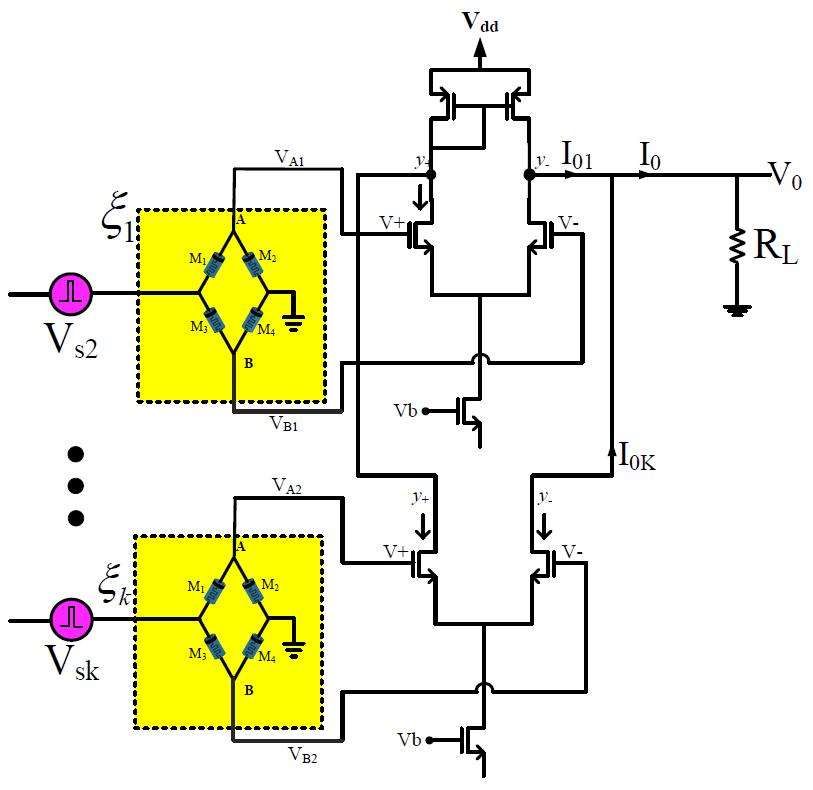 Vdd
VA1
y+
y-
I01
I0
V0
ξ1
A
V+
V-
M1
M2
RL
M3
M4
Vs2
B
Vb
VB1
I0K
VA2
y+
y-
A
V+
V-
ξk
M1
M2
M3
M4
Vsk
B
Vb
VB2